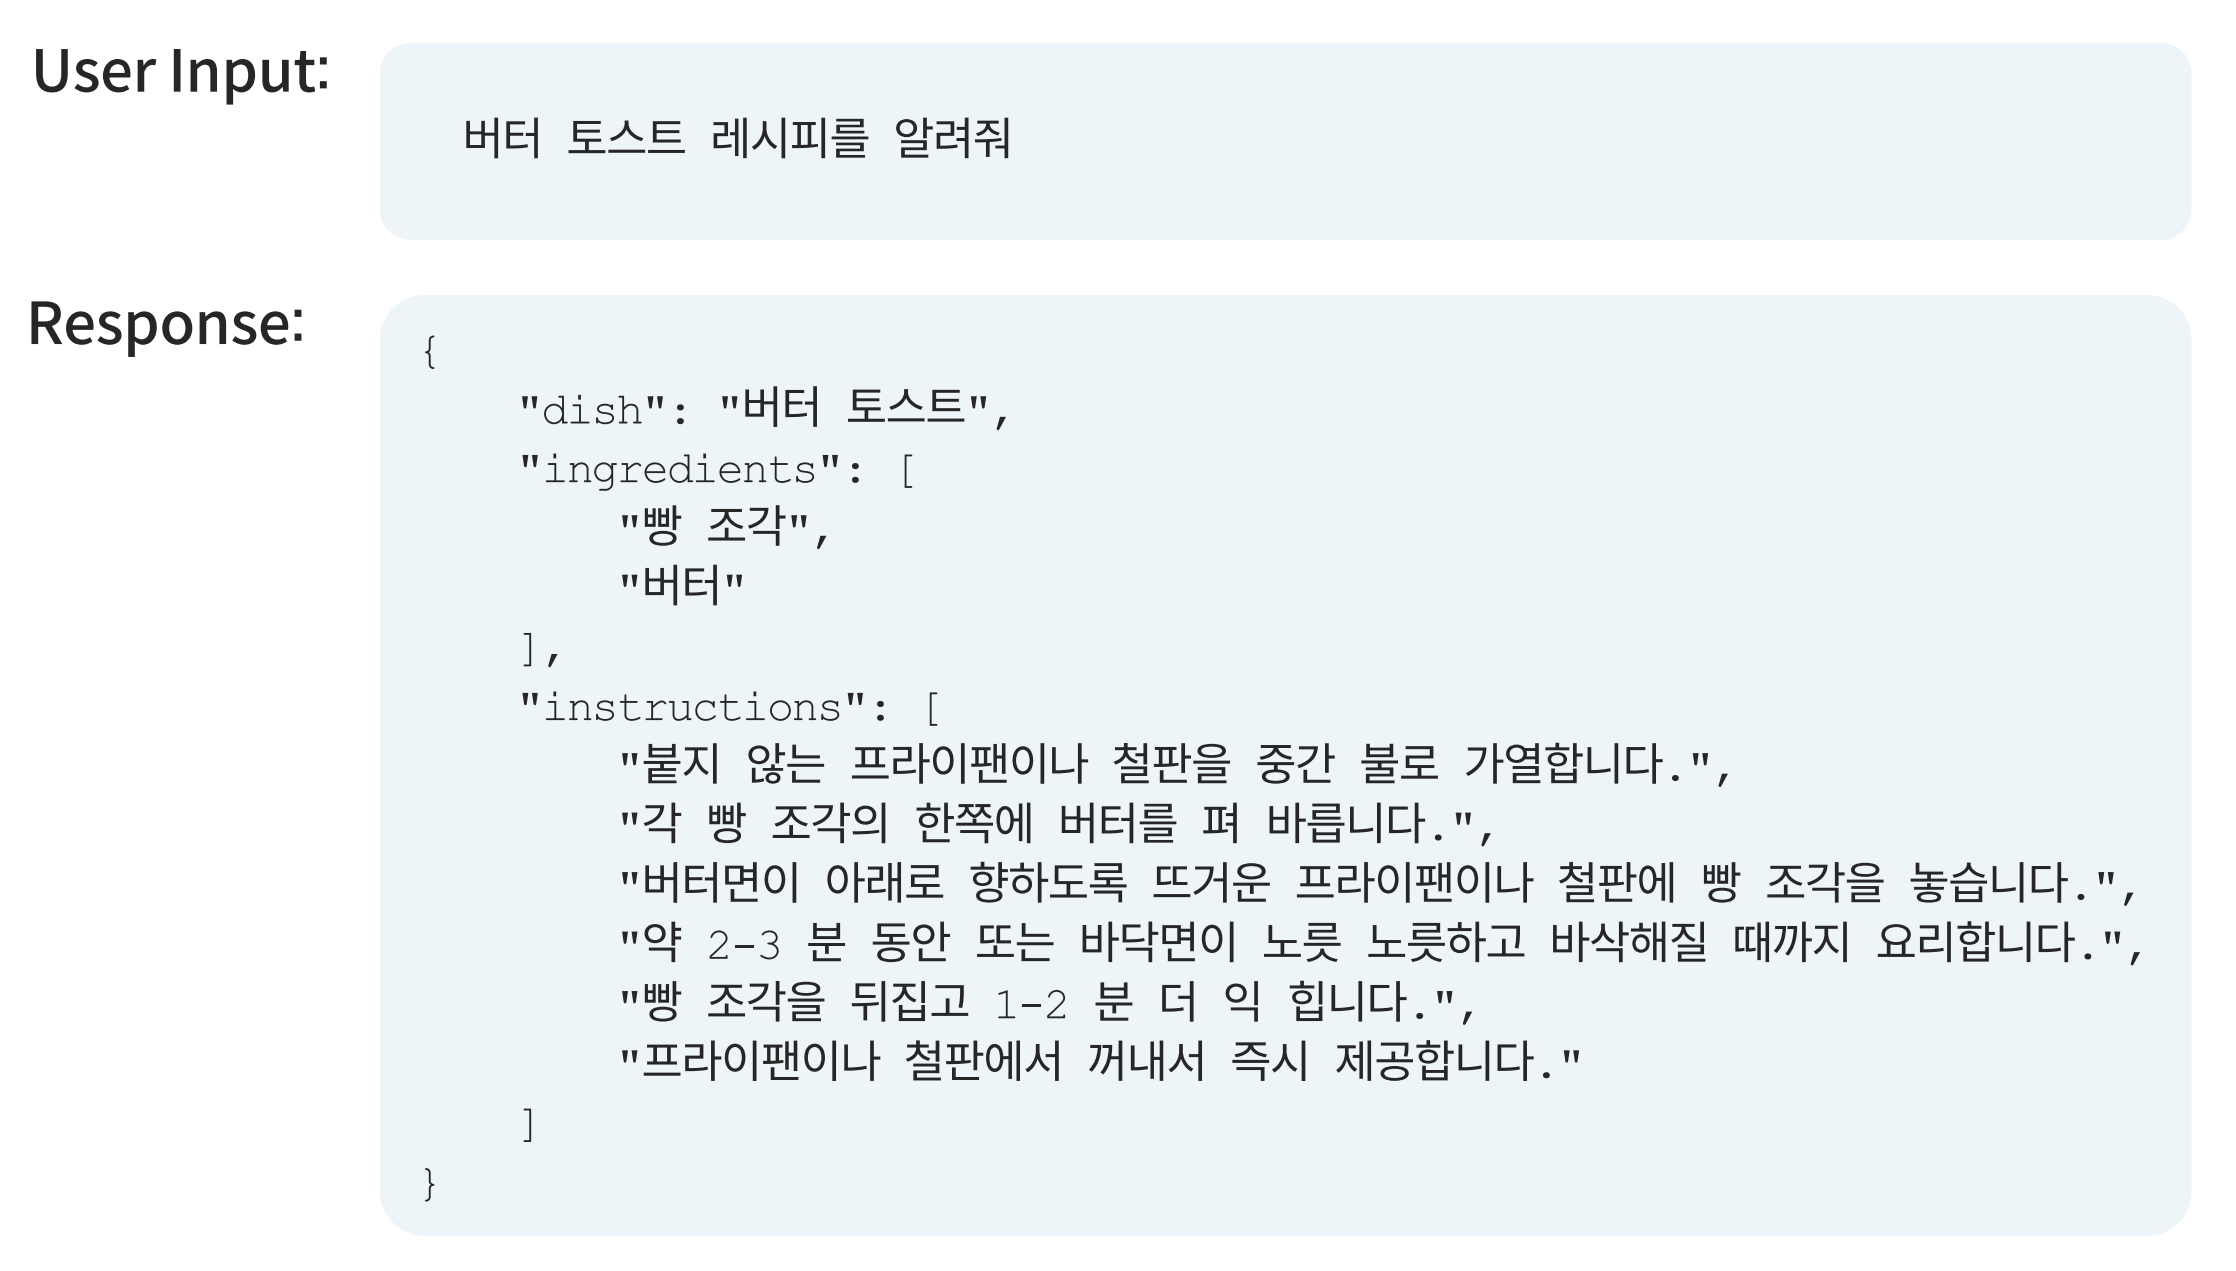 User Input:
버터 토스트 레시피를 알려줘
Response:
{
"dish": "버터 토스트",
"ingredients": [
"빵 조각",
"버터"
],
"instructions": [
"붙지 않는 프라이팬이나 철판을 중간 불로 가열합니다.",
"각 빵 조각의 한쪽에 버터를 펴 바릅니다.",
"버터면이 아래로 향하도록 뜨거운 프라이팬이나 철판에 빵 조각을 놓습니다.",
"약 2-3 분 동안 또는 바닥면이 노릇 노릇하고 바삭해질 때까지 요리합니다.",
"빵 조각을 뒤집고 1-2 분 더 익 힙니다.",
"프라이팬이나 철판에서 꺼내서 즉시 제공합니다."
]
}